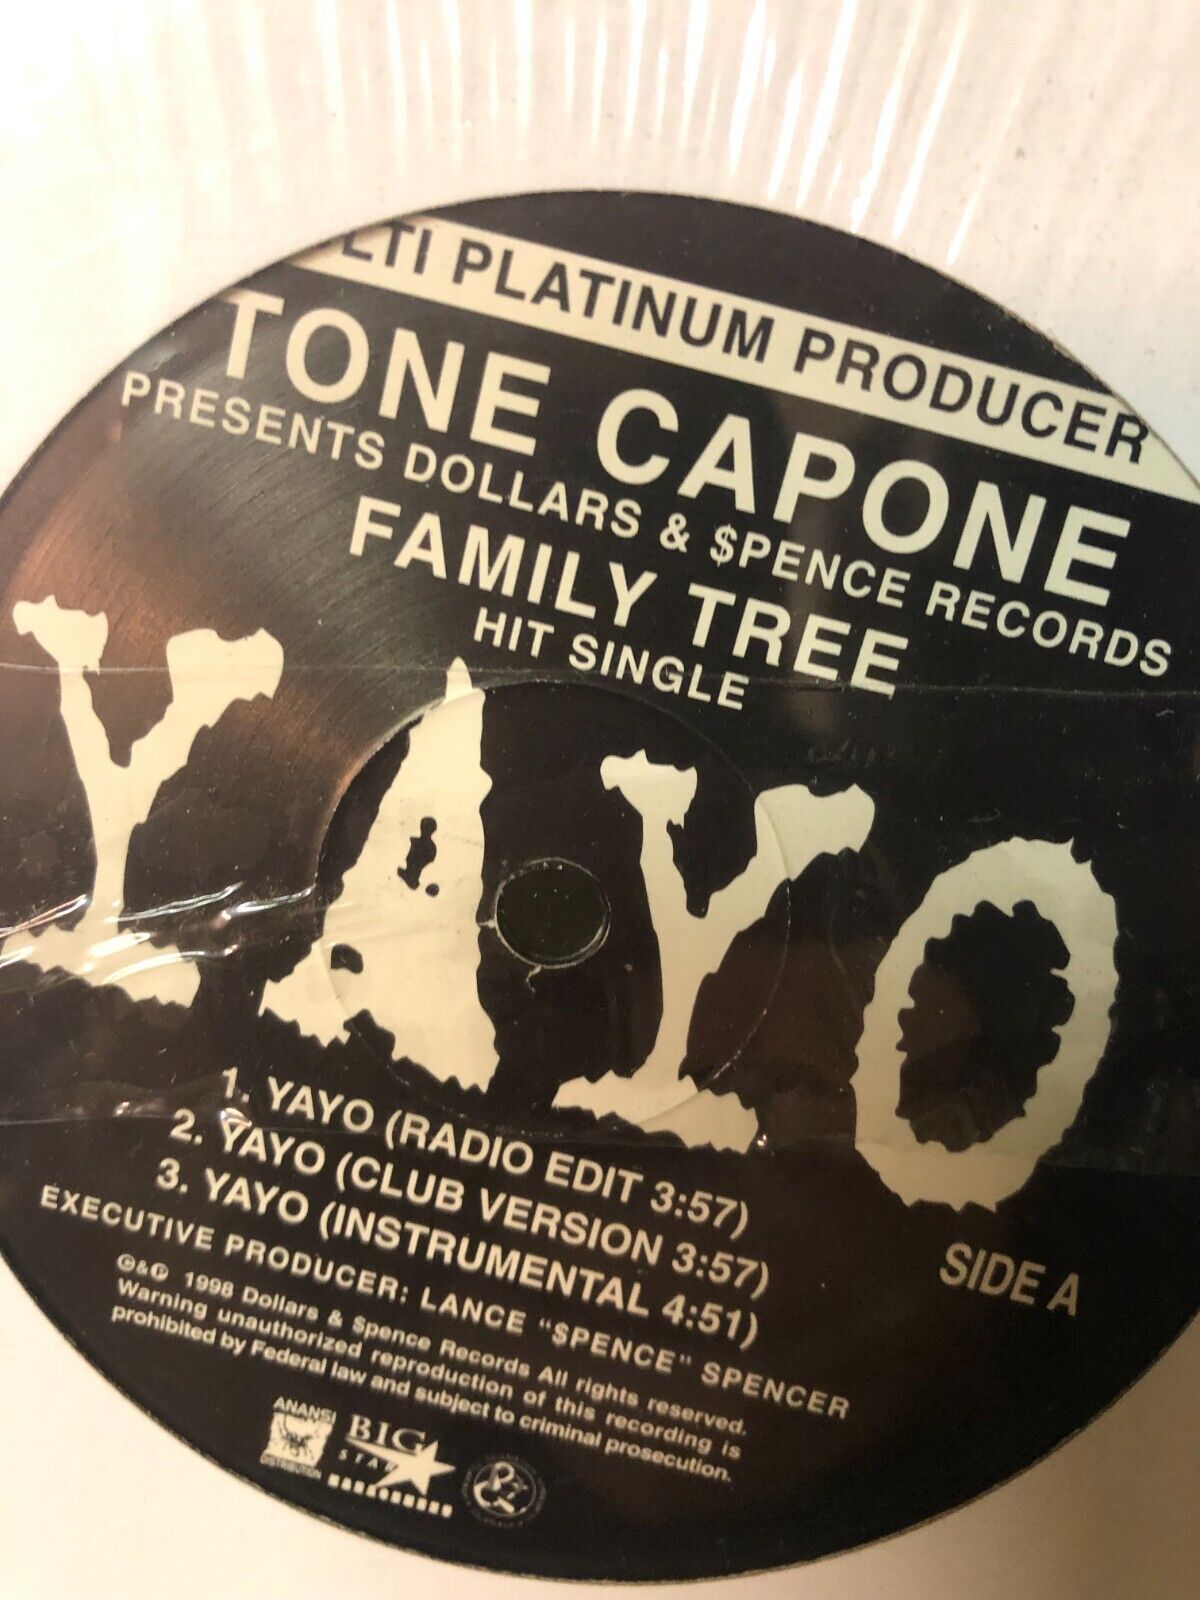 LTI PLATINUM PRODUCER
TONE CAPONE
PRESENTS DOLLARS & $PENCE RECORDS
FAMILY TREE
HIT SINGLE
YAYO
1. YAYO (RADIO EDIT 3:57)
2. YAYO (CLUB VERSION 3:57)
3. YAYO (INSTRUMENTAL 4:51)
SIDE A
EXECUTIVE PRODUCER: LANCE "$PENCE" SPENCER
©&℗ 1998 Dollars & $pence Records All rights reserved.
Warning unauthorized reproduction of this recording is
prohibited by Federal law and subject to criminal prosecution.
ANANSI
DISTRIBUTION
BIG
STAR